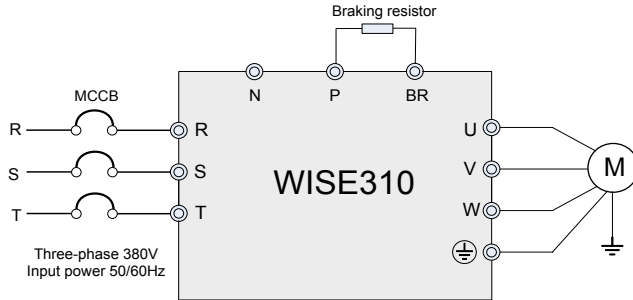 Braking resistor
N P BR
MCCB
R R U
S S V
WISE310 M
T T W
Three-phase 380V
Input power 50/60Hz